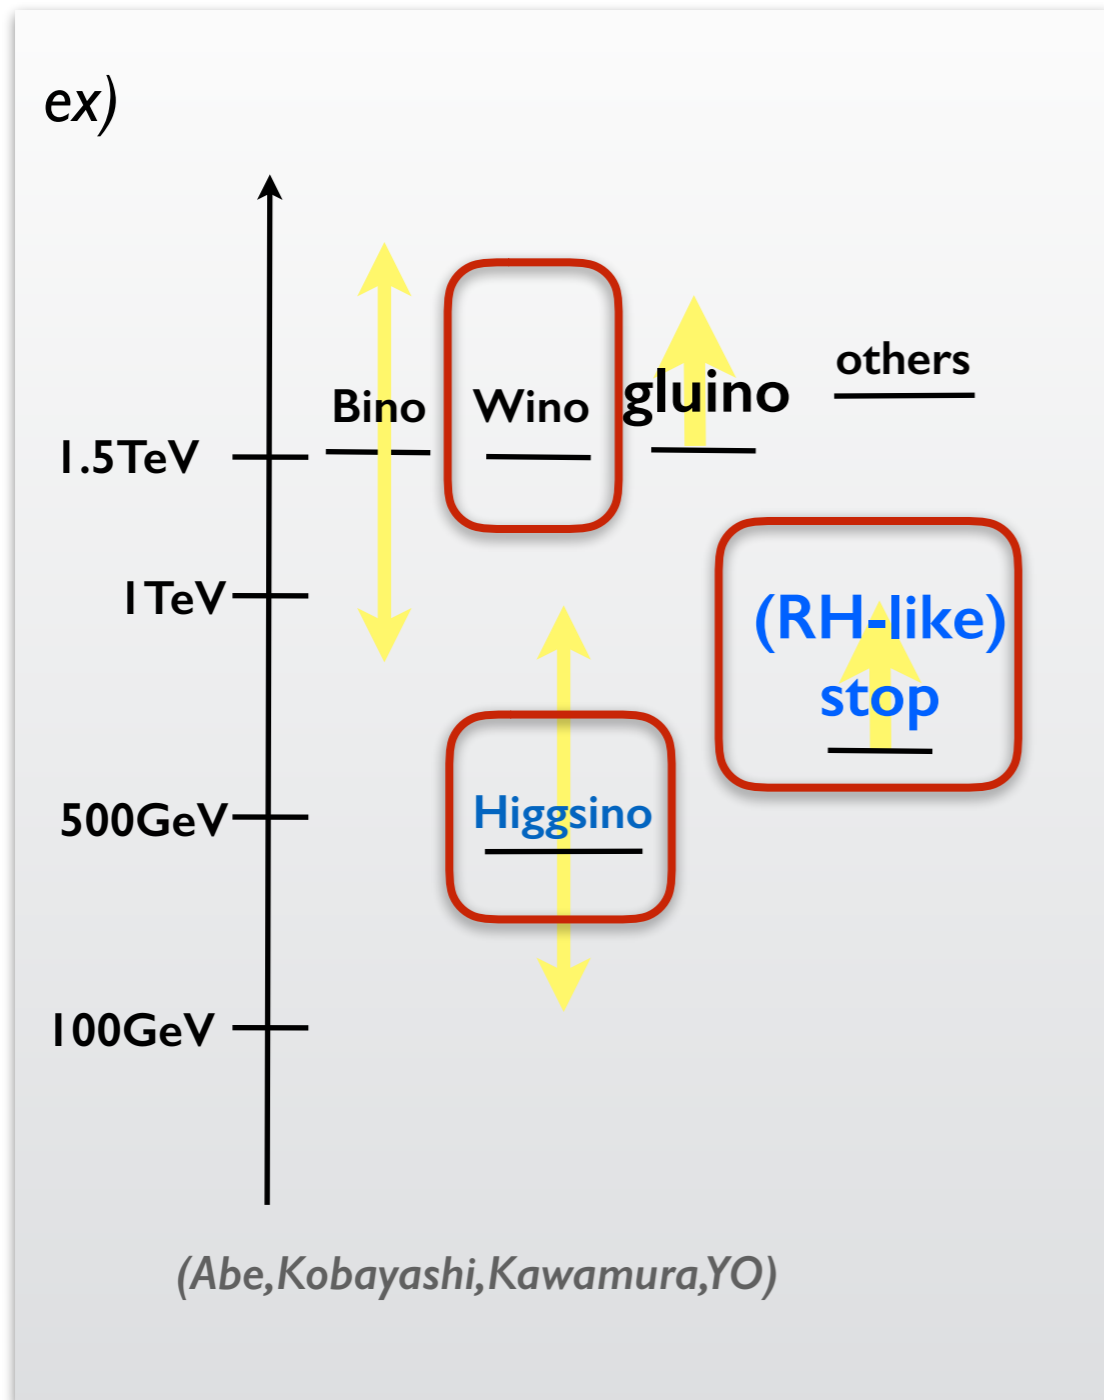 ex)
others
Bino
Wino
gluino
1.5TeV
1TeV
(RH-like)
stop
500GeV
Higgsino
100GeV
(Abe,Kobayashi,Kawamura,YO)